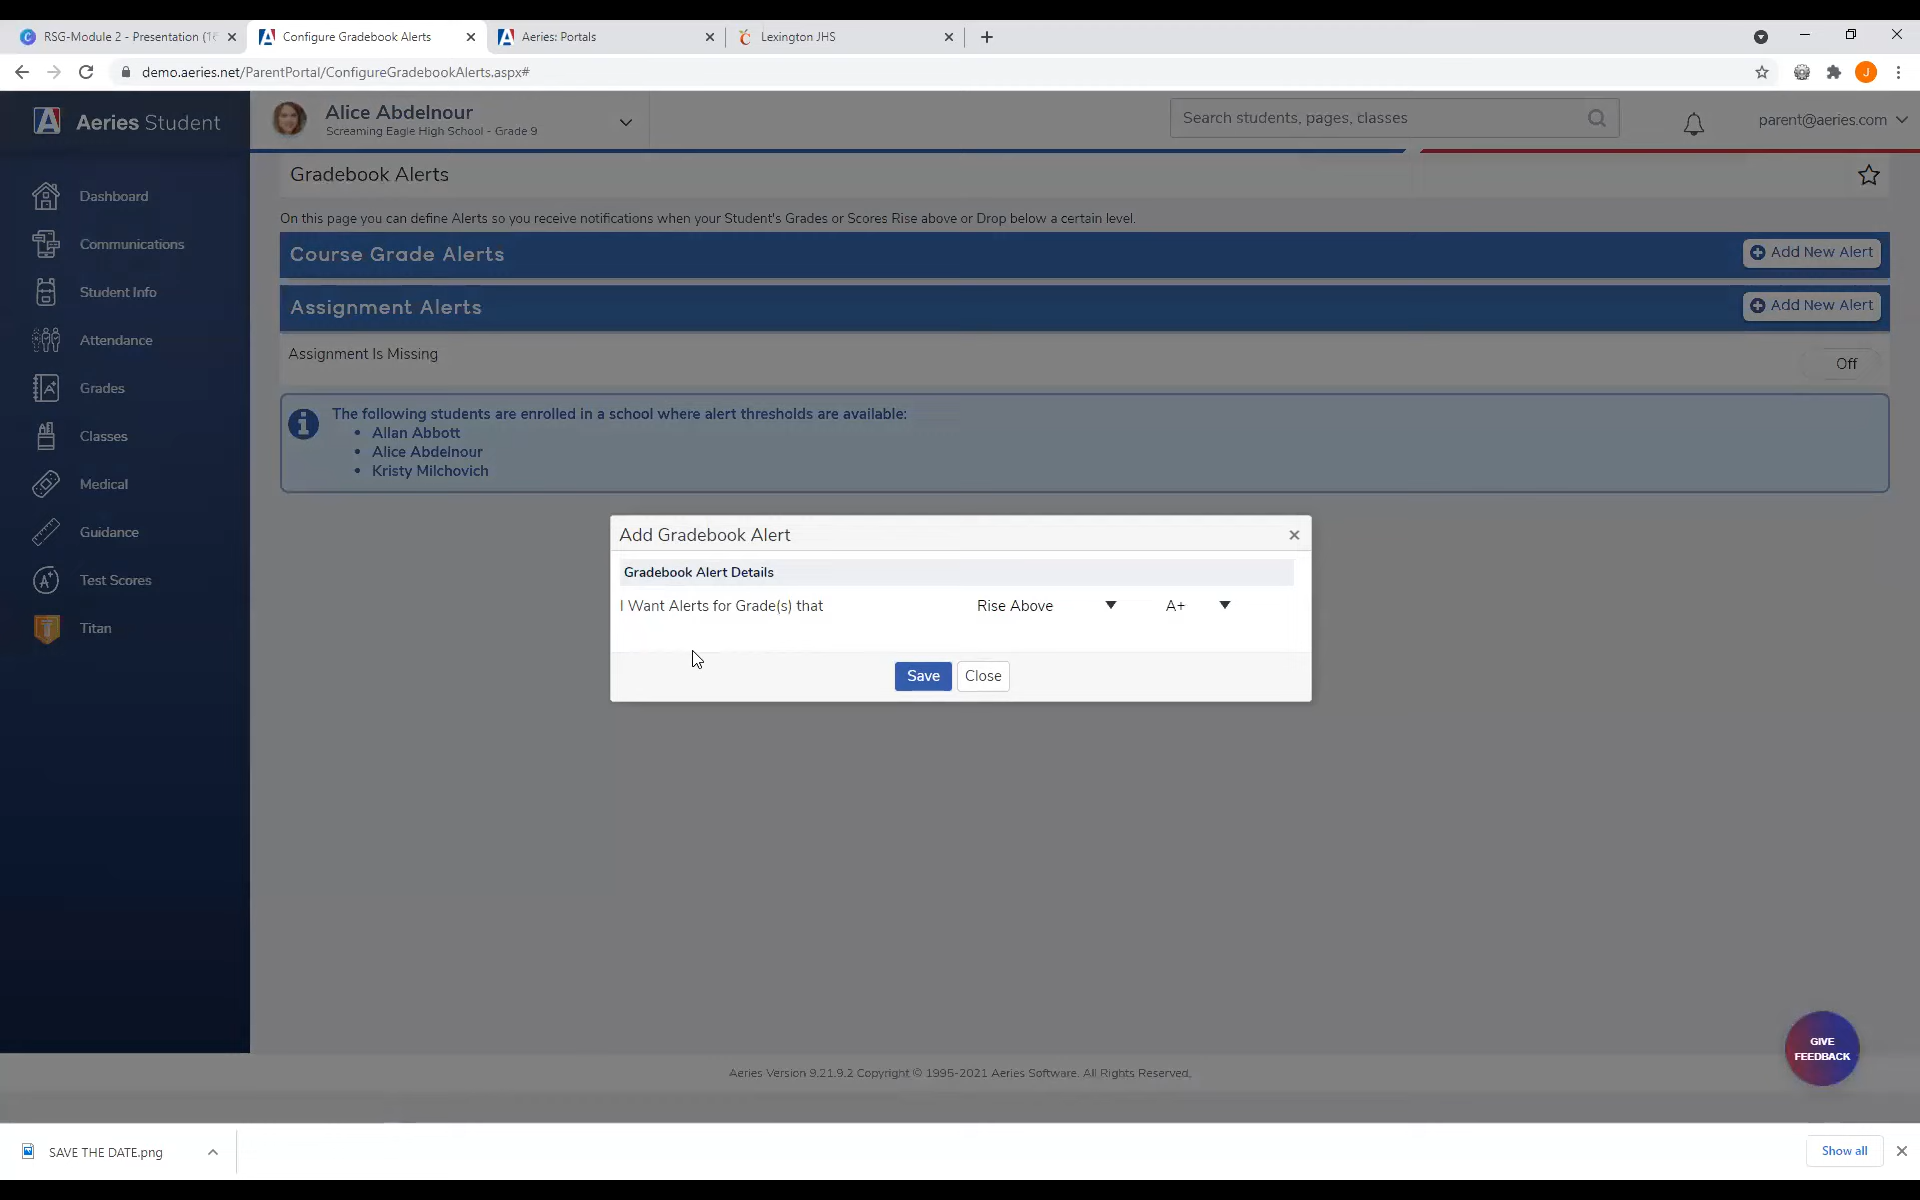 RSG-Module 2 - Presentation (16
Configure Gradebook Alerts
Aeries: Portals
Lexington JHS
demo.aeries.net/ParentPortal/ConfigureGradebookAlerts.aspx#
J
Aeries Student
Alice Abdelnour
Screaming Eagle High School - Grade 9
Search students, pages, classes
parent@aeries.com
Dashboard
Communications
Student Info
Attendance
Grades
Classes
Medical
Guidance
Test Scores
Titan
Gradebook Alerts
On this page you can define Alerts so you receive notifications when your Student's Grades or Scores Rise above or Drop below a certain level.
Course Grade Alerts
Add New Alert
Assignment Alerts
Add New Alert
Assignment Is Missing
Off
The following students are enrolled in a school where alert thresholds are available:
• Allan Abbott
• Alice Abdelnour
• Kristy Milchovich
Add Gradebook Alert
Gradebook Alert Details
I Want Alerts for Grade(s) that Rise Above A+
Save Close
GIVE
FEEDBACK
Aeries Version 9.21.9.2 Copyright © 1995-2021 Aeries Software. All Rights Reserved.
SAVE THE DATE.png
Show all